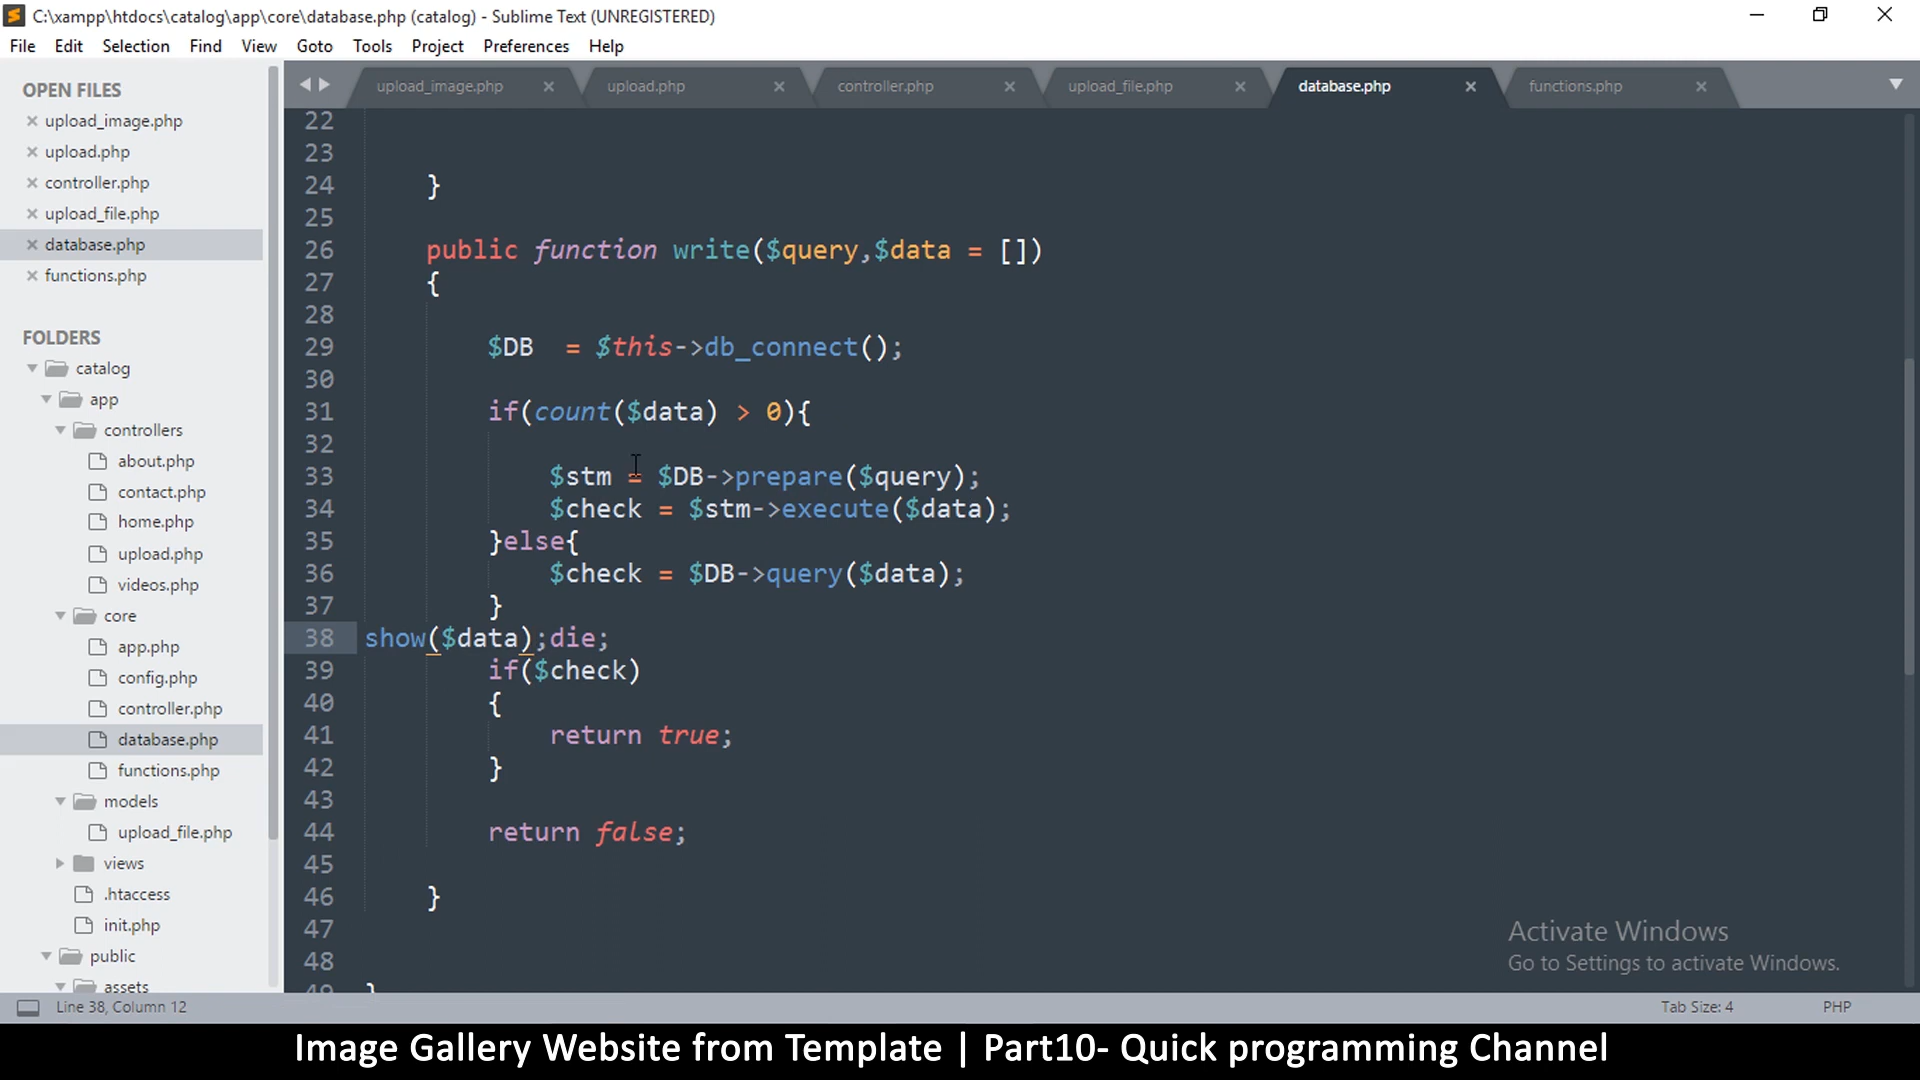 C:\xampp\htdocs\catalog\app\core\database.php (catalog) - Sublime Text (UNREGISTERED)
File Edit Selection Find View Goto Tools Project Preferences Help
OPEN FILES
upload_image.php
upload.php
controller.php
upload_file.php
database.php
functions.php
FOLDERS
catalog
app
controllers
about.php
contact.php
home.php
upload.php
videos.php
core
app.php
config.php
controller.php
database.php
functions.php
models
upload_file.php
views
.htaccess
init.php
public
assets
upload_image.php upload.php controller.php upload_file.php database.php functions.php
22
23
24 }
25
26 public function write($query,$data = [])
27 {
28
29 $DB = $this->db_connect();
30
31 if(count($data) > 0){
32
33 $stm = $DB->prepare($query);
34 $check = $stm->execute($data);
35 }else{
36 $check = $DB->query($data);
37 }
38 show($data);die;
39 if($check)
40 {
41 return true;
42 }
43
44 return false;
45
46 }
47
48
49 }
Activate Windows
Go to Settings to activate Windows.
Line 38, Column 12 Tab Size: 4 PHP
Image Gallery Website from Template | Part10- Quick programming Channel